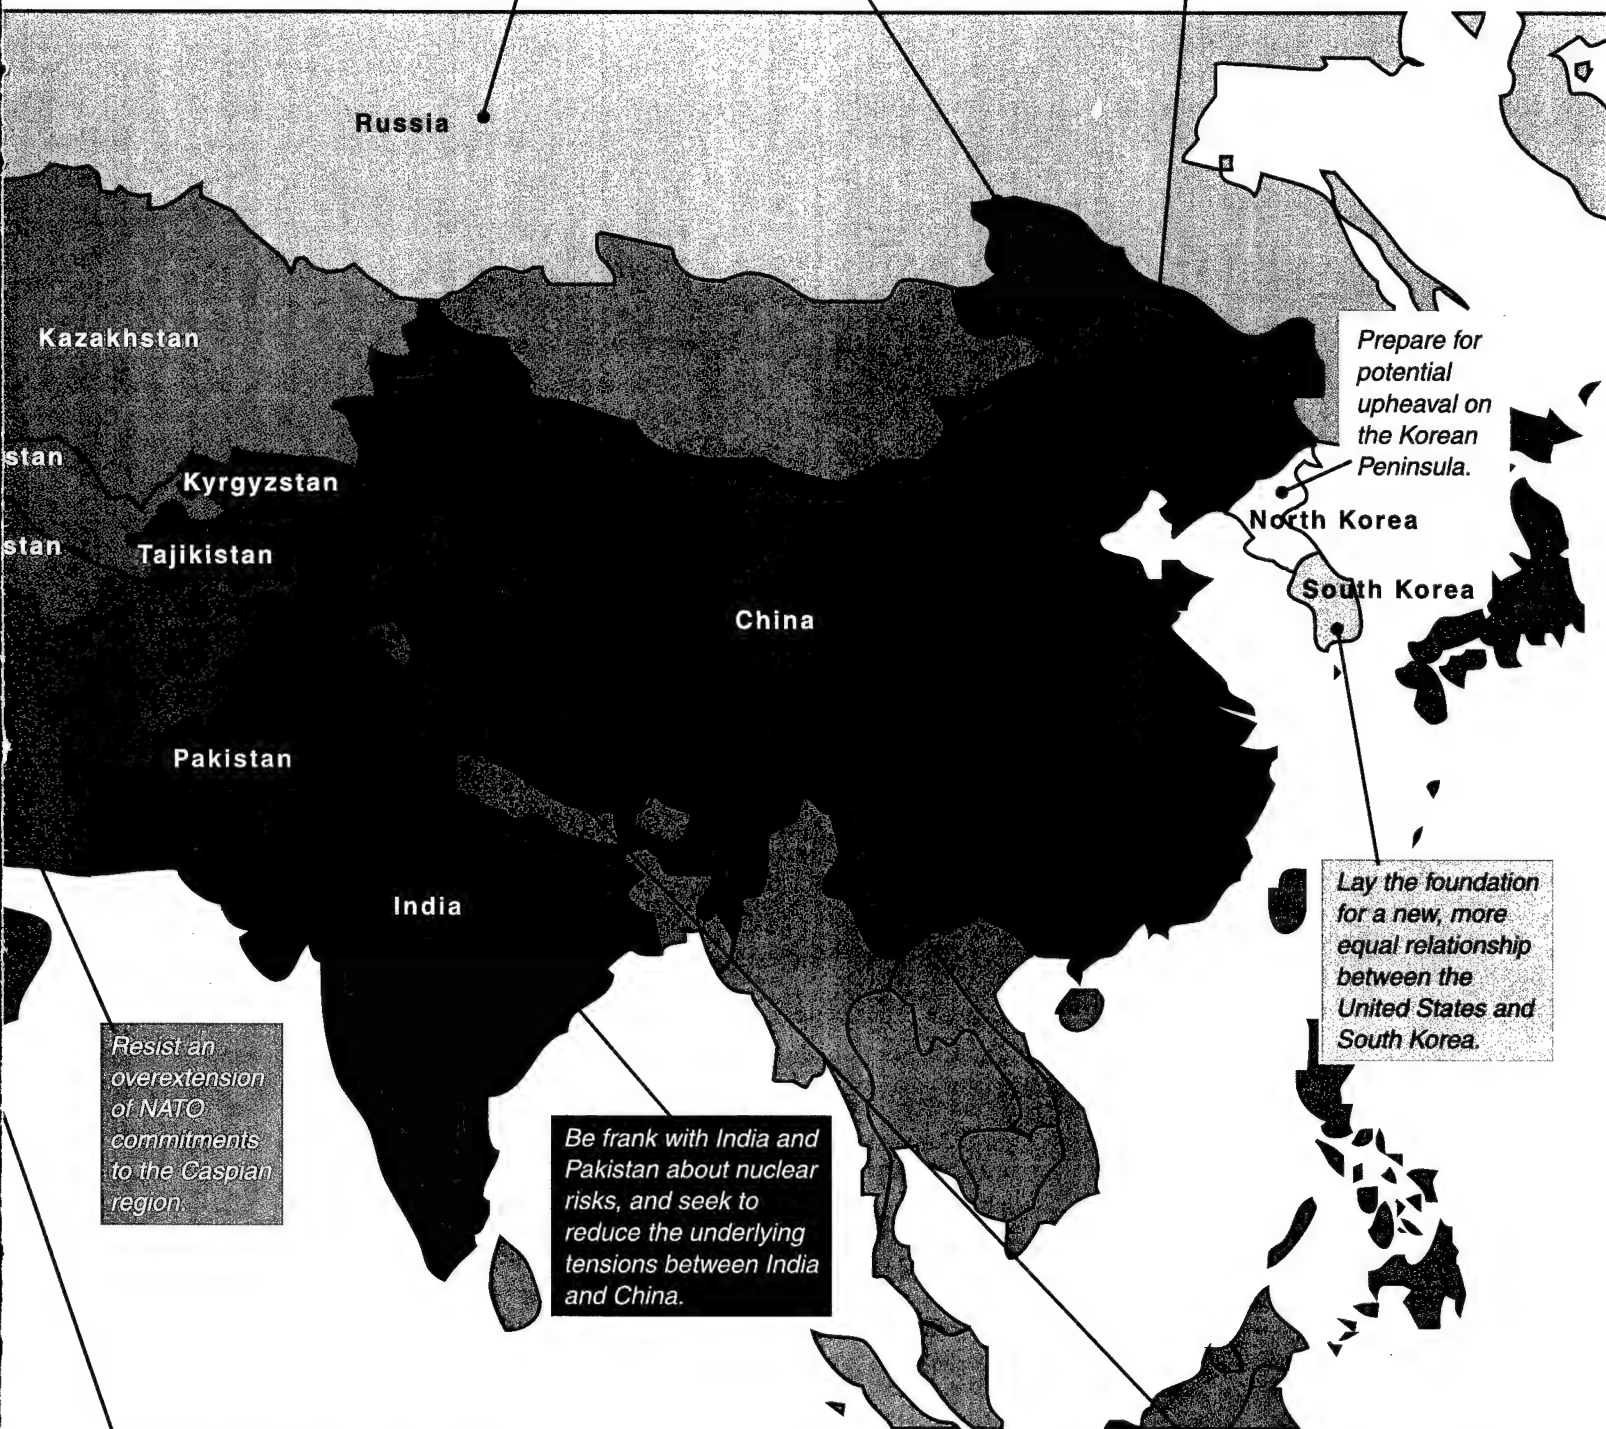 Russia
Kazakhstan
Prepare for
potential
upheaval on
the Korean
Peninsula.
stan
Kyrgyzstan
North Korea
stan
Tajikistan
South Korea
China
Pakistan
India
Lay the foundation
for a new, more
equal relationship
between the
United States and
South Korea.
Resist an
overextension
of NATO
commitments
to the Caspian
region.
Be frank with India and
Pakistan about nuclear
risks, and seek to
reduce the underlying
tensions between India
and China.